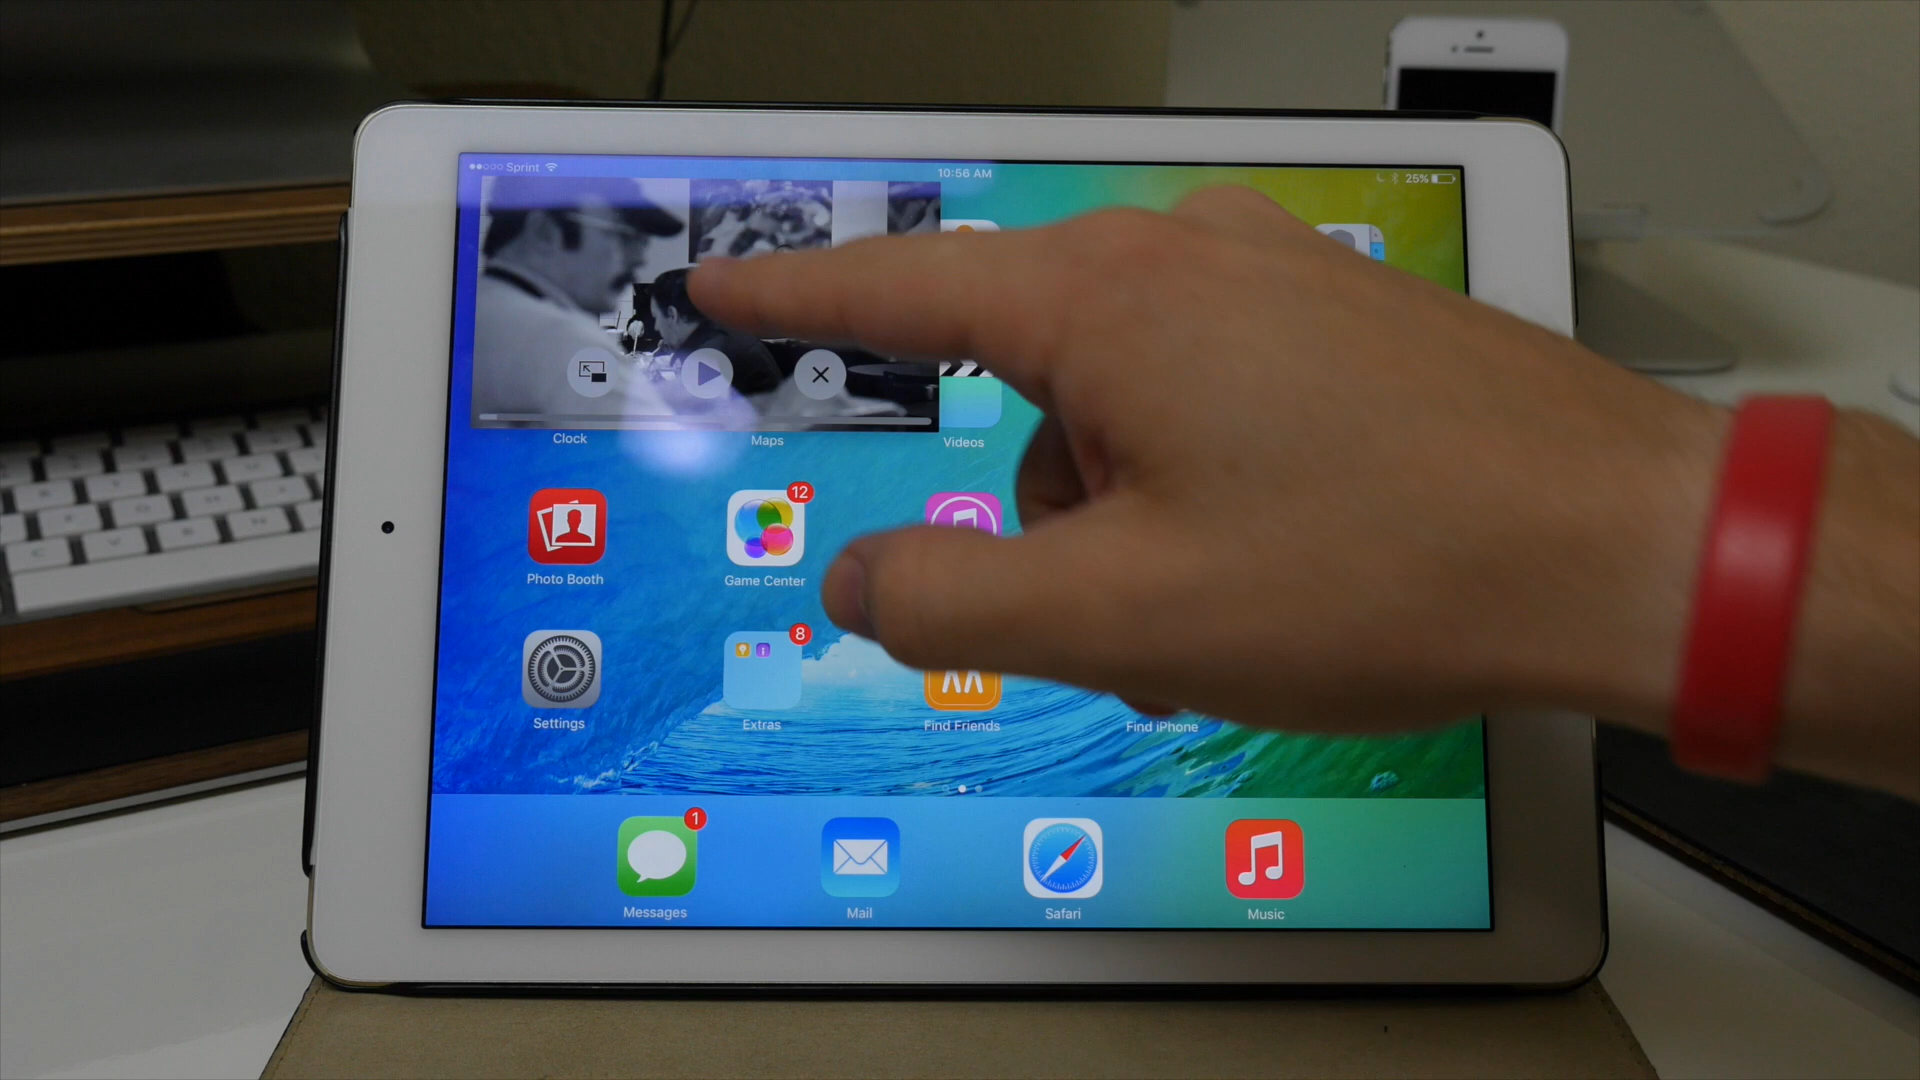 Sprint
10:56 AM
25%
Clock
Maps
Videos
12
Photo Booth
Game Center
8
Settings
Extras
Find Friends
Find iPhone
1
Messages
Mail
Safari
Music